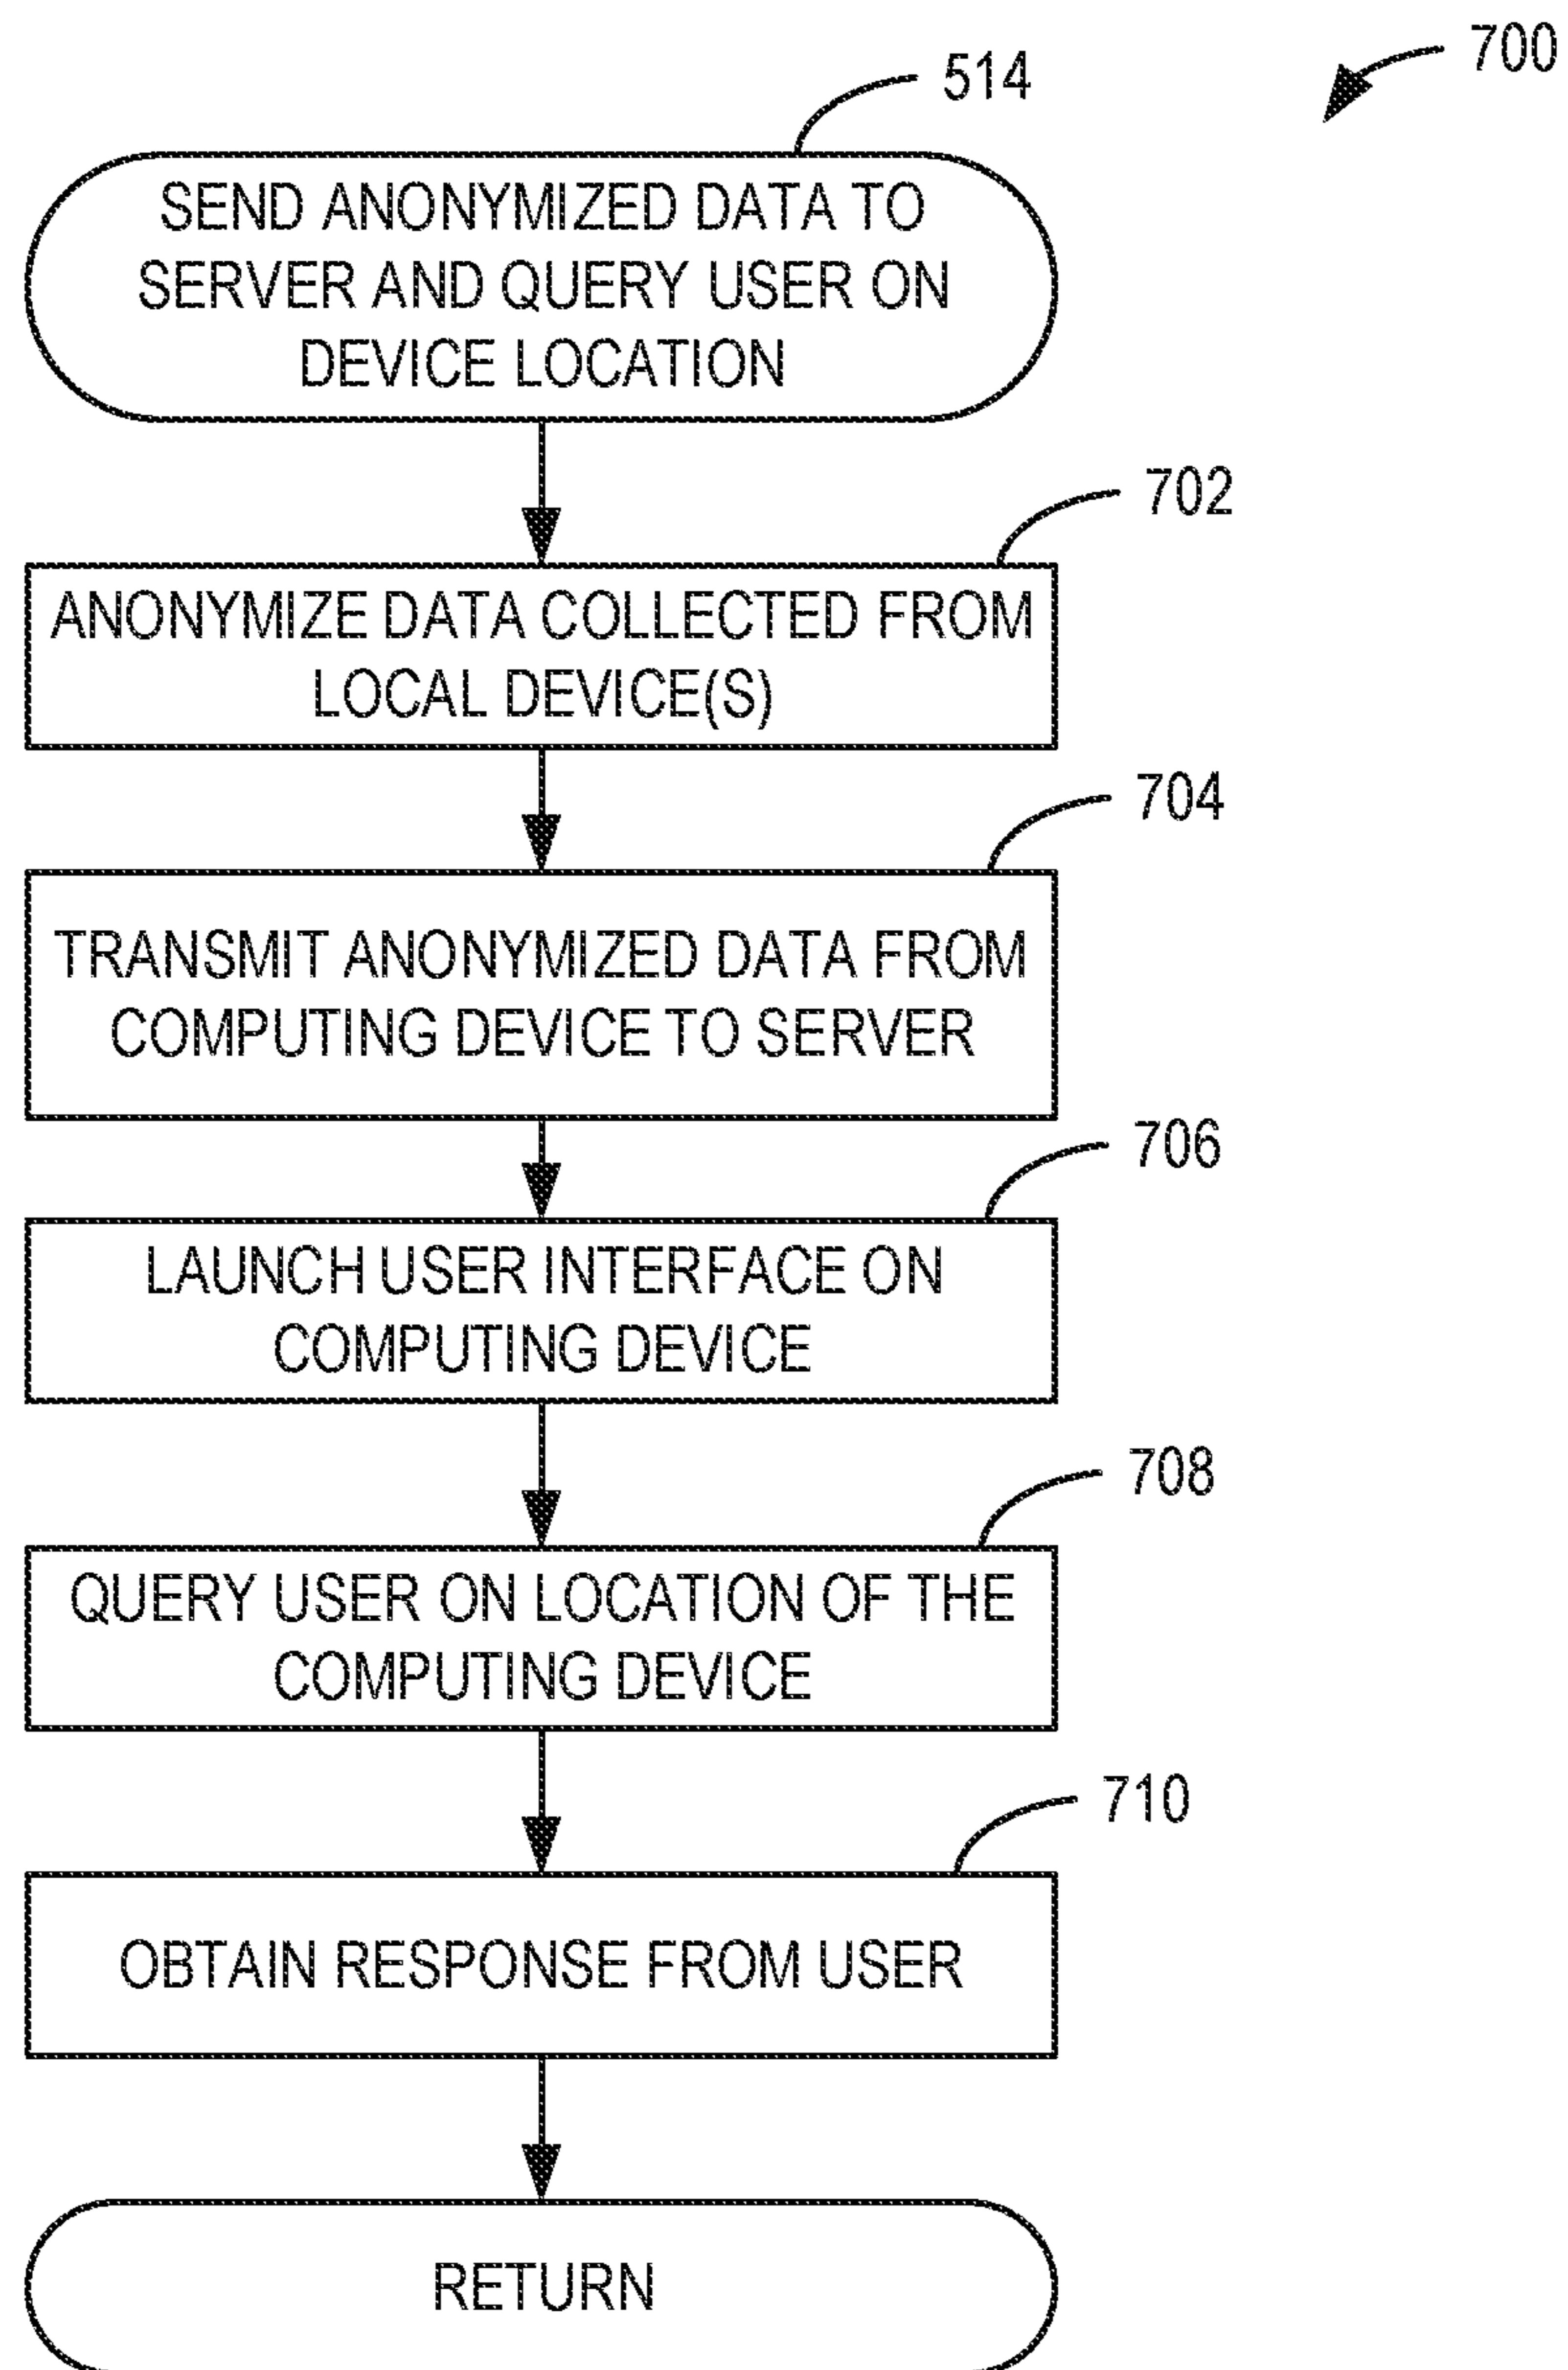 700
514
SEND ANONYMIZED DATA TO
SERVER AND QUERY USER ON
DEVICE LOCATION
702
ANONYMIZE DATA COLLECTED FROM
LOCAL DEVICE(S)
704
TRANSMIT ANONYMIZED DATA FROM
COMPUTING DEVICE TO SERVER
706
LAUNCH USER INTERFACE ON
COMPUTING DEVICE
708
QUERY USER ON LOCATION OF THE
COMPUTING DEVICE
710
OBTAIN RESPONSE FROM USER
RETURN